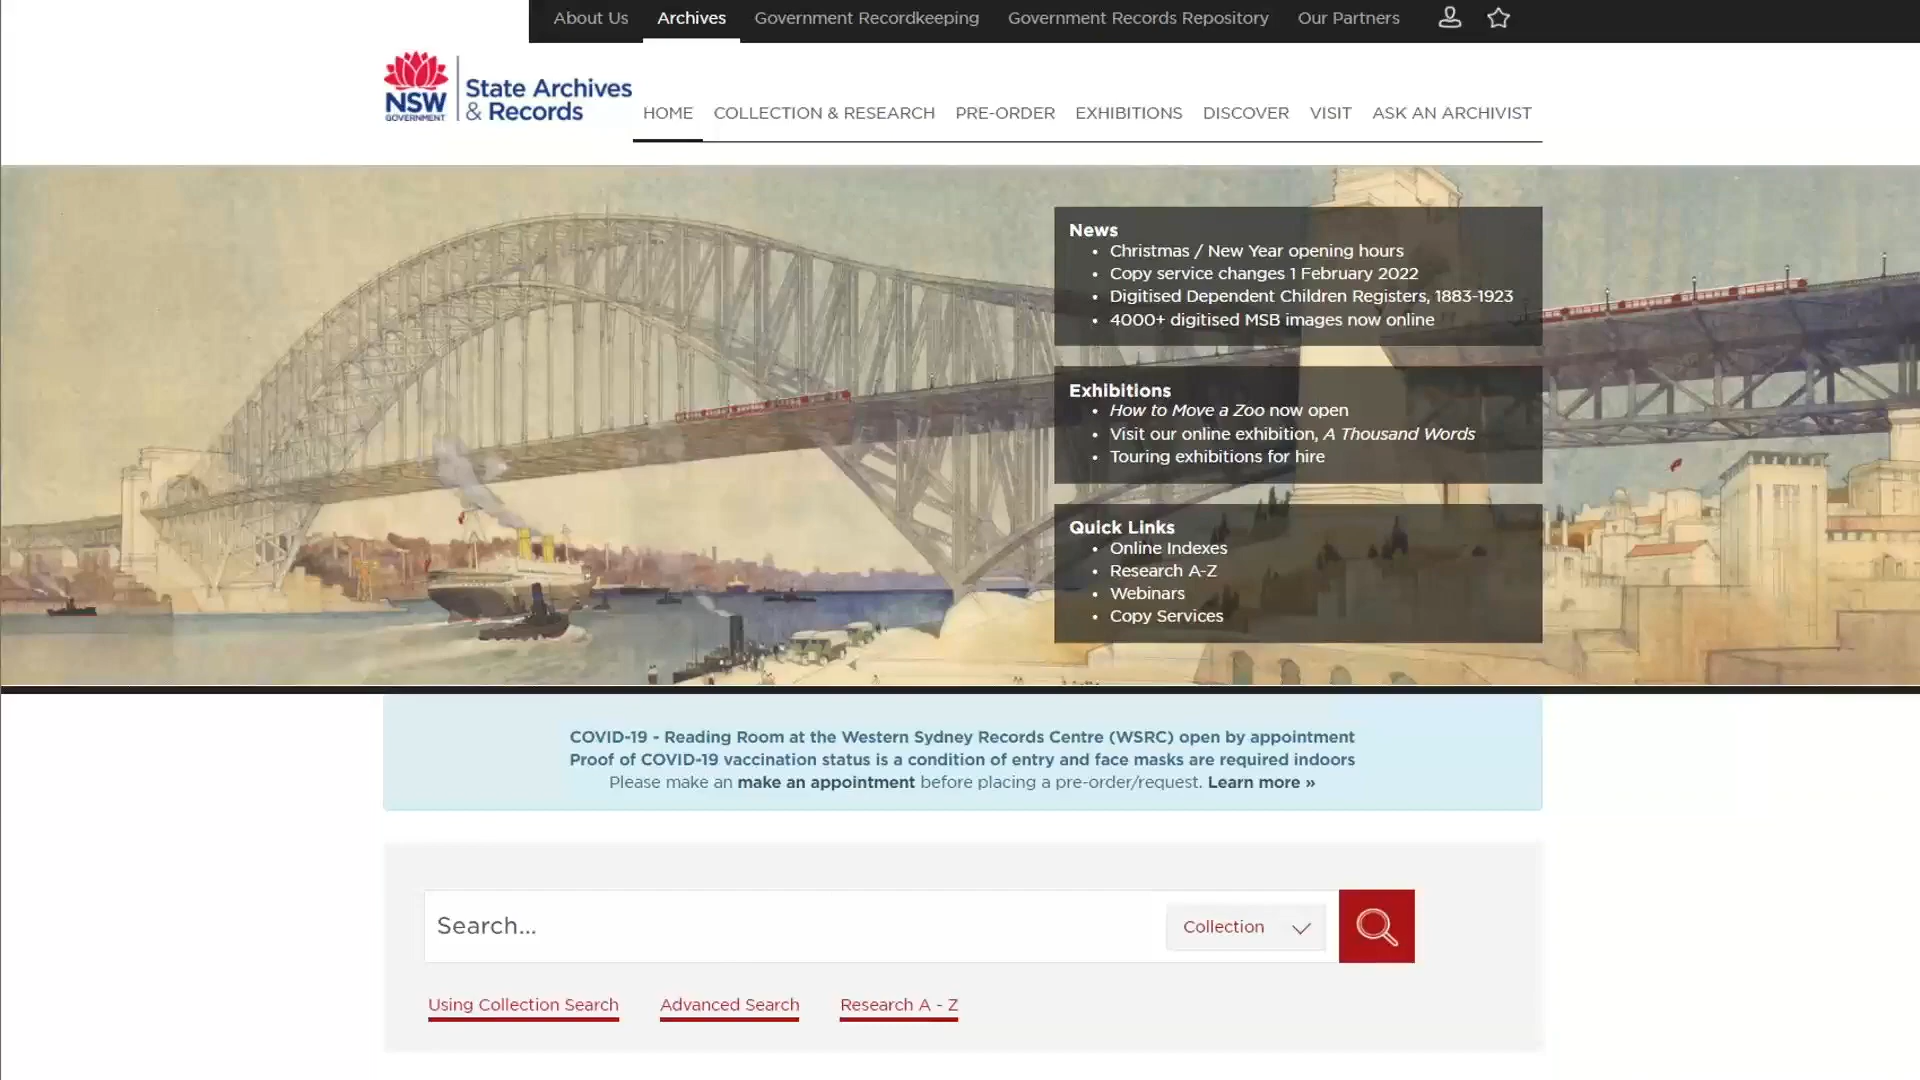 About Us Archives Government Recordkeeping Government Records Repository Our Partners
NSW GOVERNMENT State Archives & Records
HOME COLLECTION & RESEARCH PRE-ORDER EXHIBITIONS DISCOVER VISIT ASK AN ARCHIVIST
News
• Christmas / New Year opening hours
• Copy service changes 1 February 2022
• Digitised Dependent Children Registers, 1883-1923
• 4000+ digitised MSB images now online
Exhibitions
• How to Move a Zoo now open
• Visit our online exhibition, A Thousand Words
• Touring exhibitions for hire
Quick Links
• Online Indexes
• Research A-Z
• Webinars
• Copy Services
COVID-19 - Reading Room at the Western Sydney Records Centre (WSRC) open by appointment
Proof of COVID-19 vaccination status is a condition of entry and face masks are required indoors
Please make an make an appointment before placing a pre-order/request. Learn more »
Search...
Collection
Using Collection Search Advanced Search Research A - Z